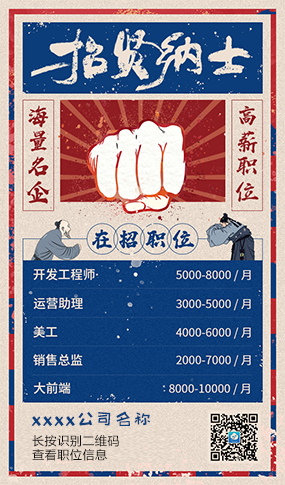 招贤纳士
海量名企
高薪职位
在招职位
开发工程师 5000-8000 / 月
运营助理 3000-5000 / 月
美工 4000-6000 / 月
销售总监 2000-7000 / 月
大前端 : 8000-10000 / 月
xxxx公司名称
长按识别二维码
查看职位信息